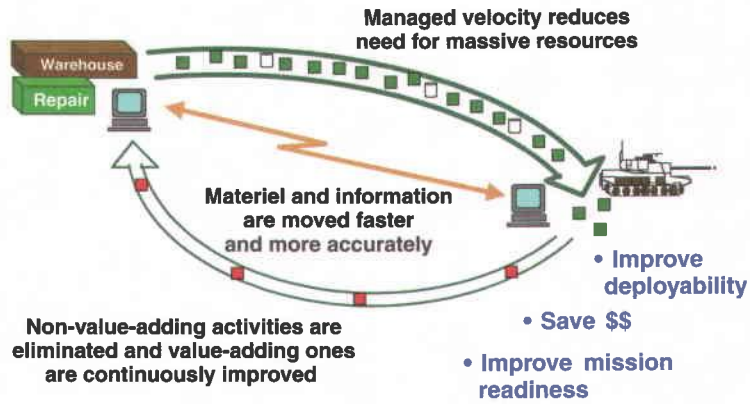 Managed velocity reduces
need for massive resources
Warehouse
Repair
Materiel and information
are moved faster
and more accurately
• Improve
deployability
• Save $$
• Improve mission
readiness
Non-value-adding activities are
eliminated and value-adding ones
are continuously improved